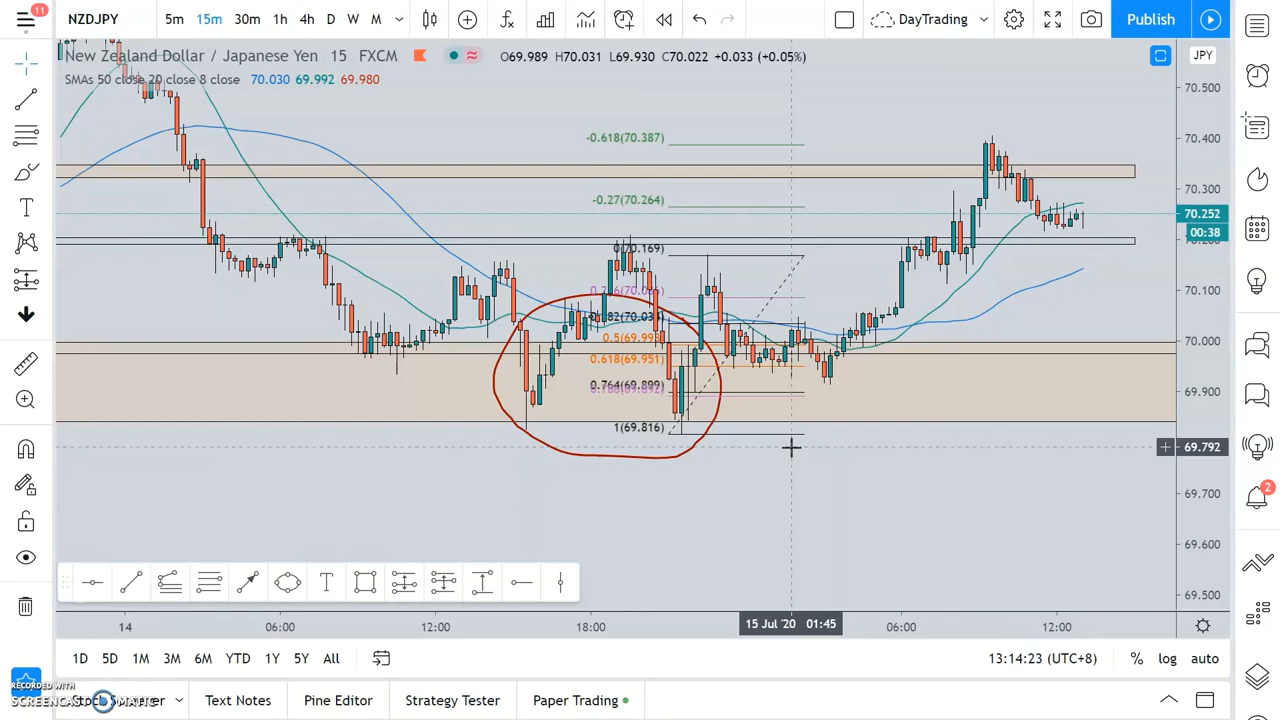 11
NZDJPY 5m 15m 30m 1h 4h D W M DayTrading Publish
New Zealand Dollar / Japanese Yen 15 FXCM O69.989 H70.031 L69.930 C70.022 +0.033 (+0.05%) JPY
SMAs 50 close 20 close 8 close 70.030 69.992 69.980
70.500
-0.618(70.387) 70.400
-0.27(70.264) 70.300
70.252
00:38
0(70.169)
70.100
0.5(69.993) 70.000
0.618(69.951)
0.764(69.899) 69.900
1(69.816)
69.792
2
69.700
69.600
T
69.500
14 06:00 12:00 18:00 15 Jul '20 01:45 06:00 12:00
1D 5D 1M 3M 6M YTD 1Y 5Y All 13:14:23 (UTC+8) % log auto
RECORDED WITH
SCREENCAST MATIC
Text Notes Pine Editor Strategy Tester Paper Trading